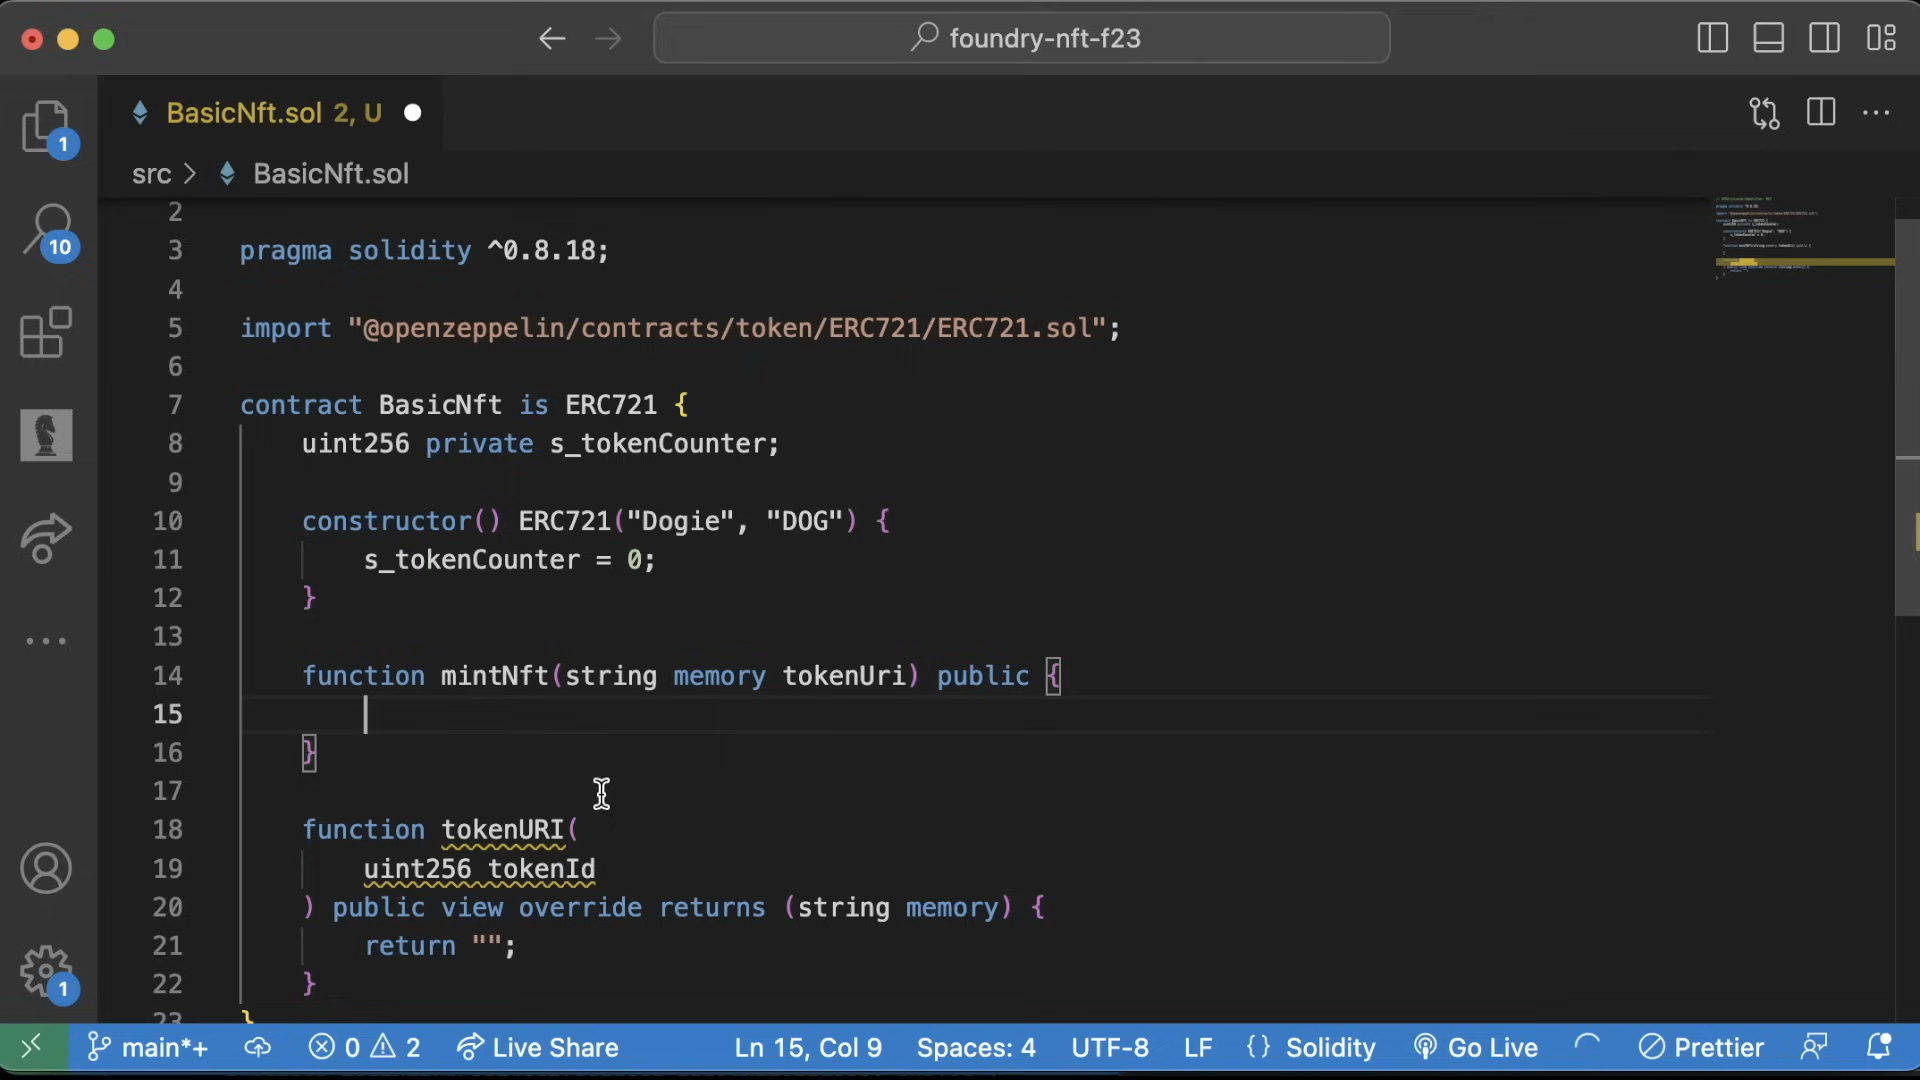 foundry-nft-f23
BasicNft.sol 2, U
src > BasicNft.sol
1
10
2
3 pragma solidity ^0.8.18;
4
5 import "@openzeppelin/contracts/token/ERC721/ERC721.sol";
6
7 contract BasicNft is ERC721 {
8 uint256 private s_tokenCounter;
9
10 constructor() ERC721("Dogie", "DOG") {
11 s_tokenCounter = 0;
12 }
13
14 function mintNft(string memory tokenUri) public {
15
16 }
17
18 function tokenURI(
19 uint256 tokenId
20 ) public view override returns (string memory) {
21 return "";
22 }
23 }
1
main*+ 0 2 Live Share Ln 15, Col 9 Spaces: 4 UTF-8 LF {} Solidity Go Live Prettier